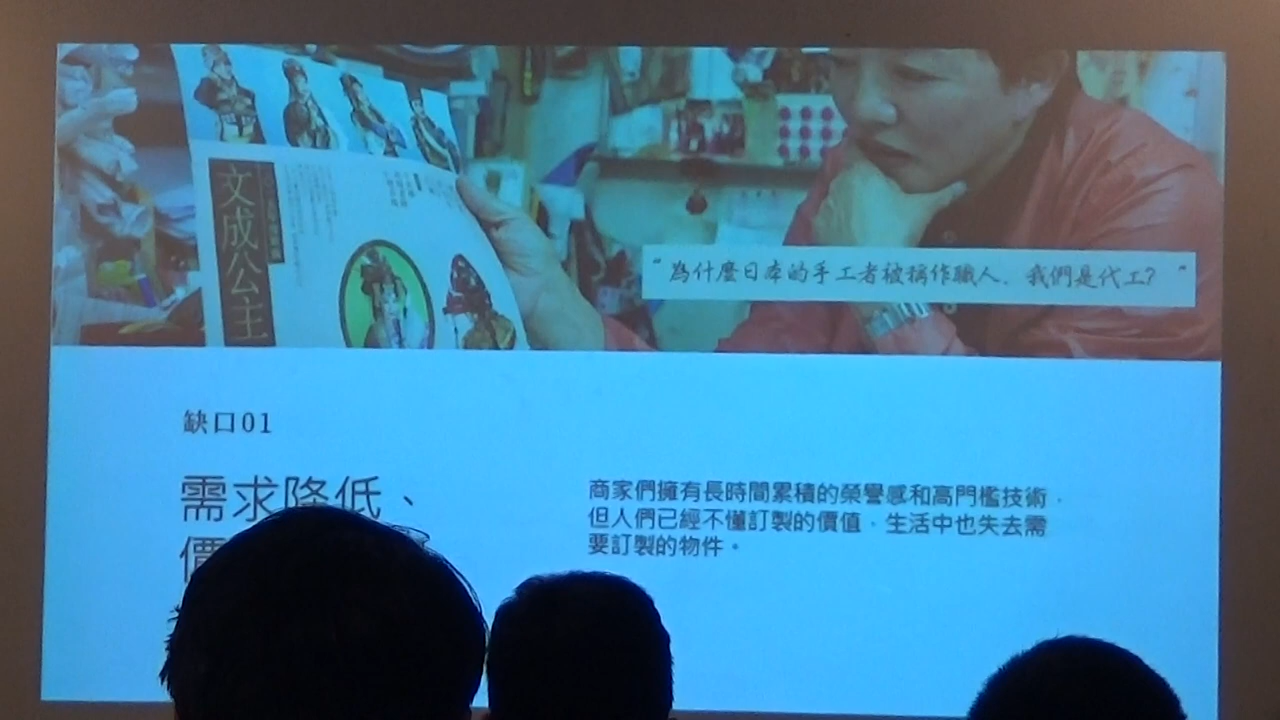 文成公主
“為什麼日本的手工者被稱作職人，我們是代工？”
缺口01
需求降低、
價
商家們擁有長時間累積的榮譽感和高門檻技術，
但人們已經不懂訂製的價值，生活中也失去需
要訂製的物件。